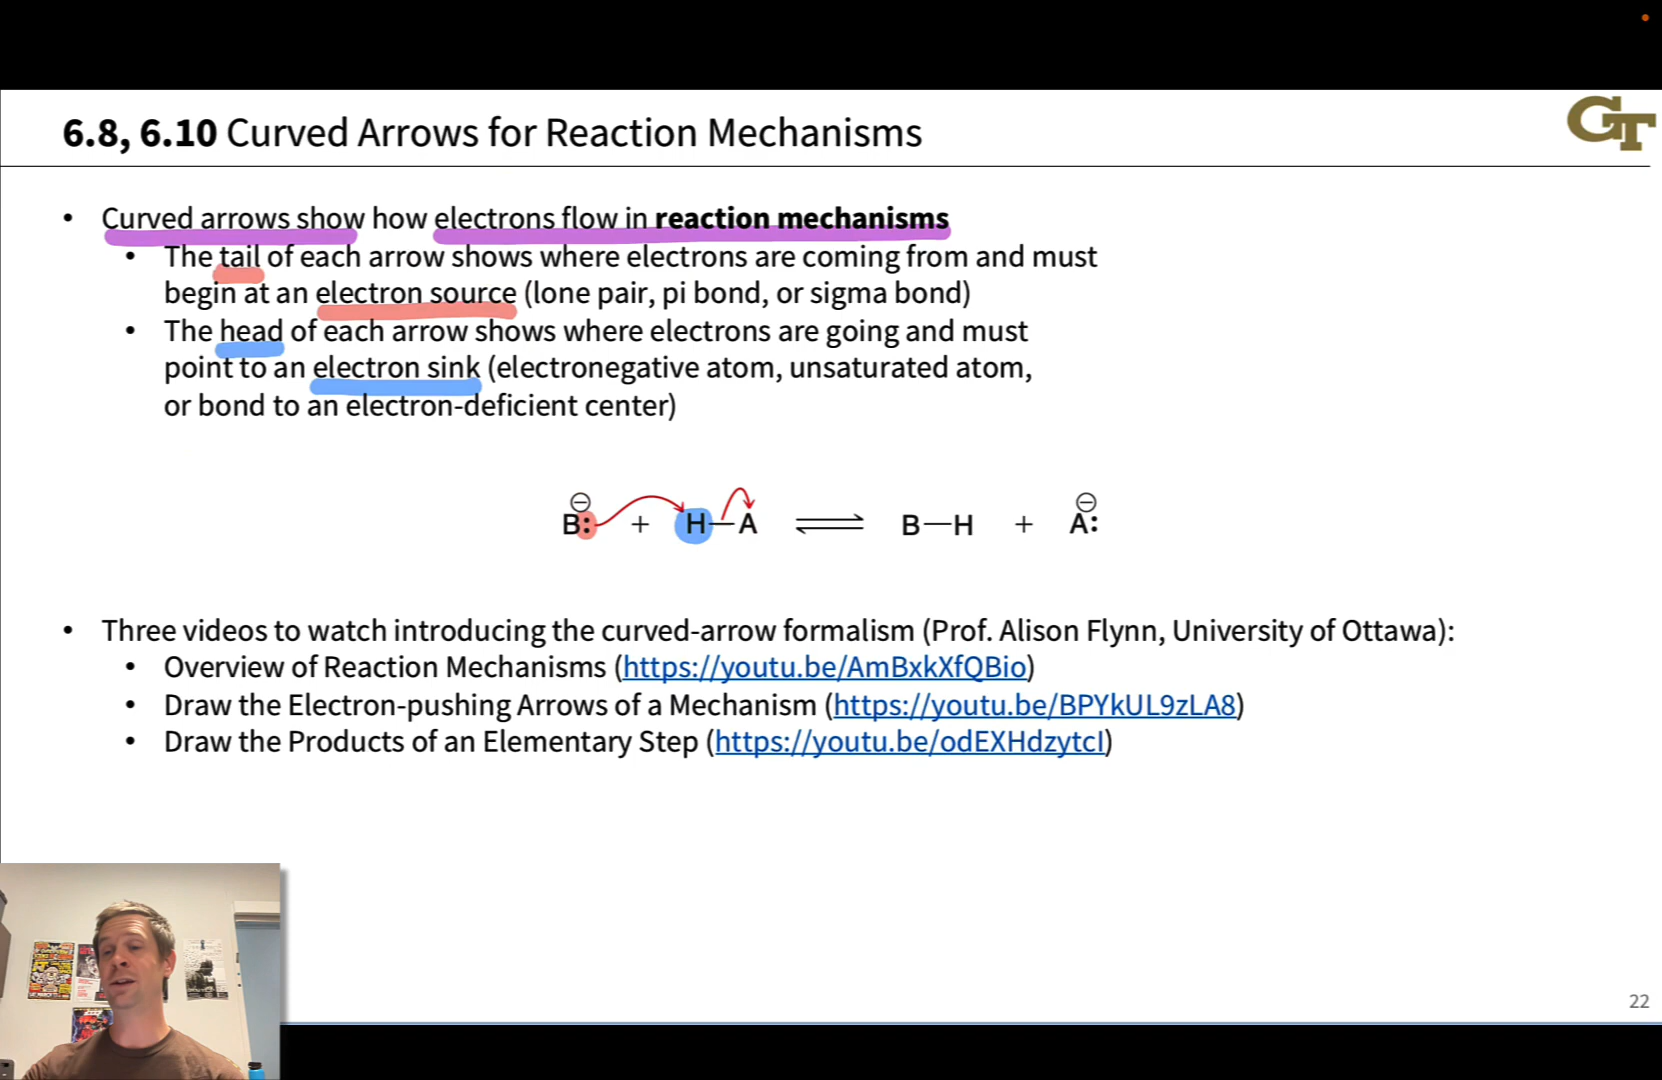 6.8, 6.10 Curved Arrows for Reaction Mechanisms
GT
• Curved arrows show how electrons flow in reaction mechanisms
• The tail of each arrow shows where electrons are coming from and must
begin at an electron source (lone pair, pi bond, or sigma bond)
• The head of each arrow shows where electrons are going and must
point to an electron sink (electronegative atom, unsaturated atom,
or bond to an electron-deficient center)
⊖ ⊖
B: + H—A ⇌ B—H + A:
• Three videos to watch introducing the curved-arrow formalism (Prof. Alison Flynn, University of Ottawa):
• Overview of Reaction Mechanisms (https://youtu.be/AmBxkXfQBio)
• Draw the Electron-pushing Arrows of a Mechanism (https://youtu.be/BPYkUL9zLA8)
• Draw the Products of an Elementary Step (https://youtu.be/odEXHdzytcI)
22